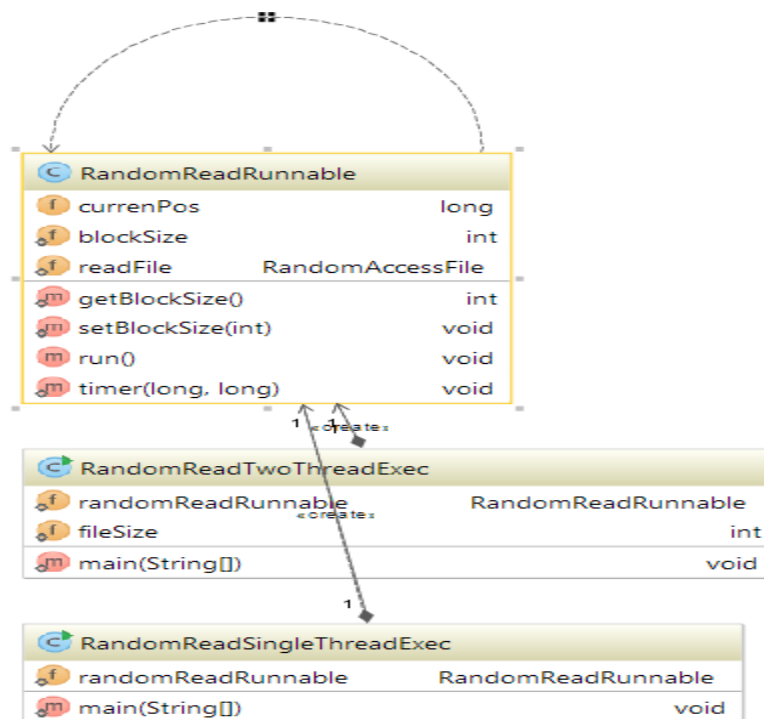 RandomReadRunnable
currenPos long
blockSize int
readFile RandomAccessFile
getBlockSize() int
setBlockSize(int) void
run() void
timer(long, long) void
1 «create» 1
RandomReadTwoThreadExec
randomReadRunnable RandomReadRunnable
«create»
fileSize int
main(String[]) void
1
RandomReadSingleThreadExec
randomReadRunnable RandomReadRunnable
main(String[]) void